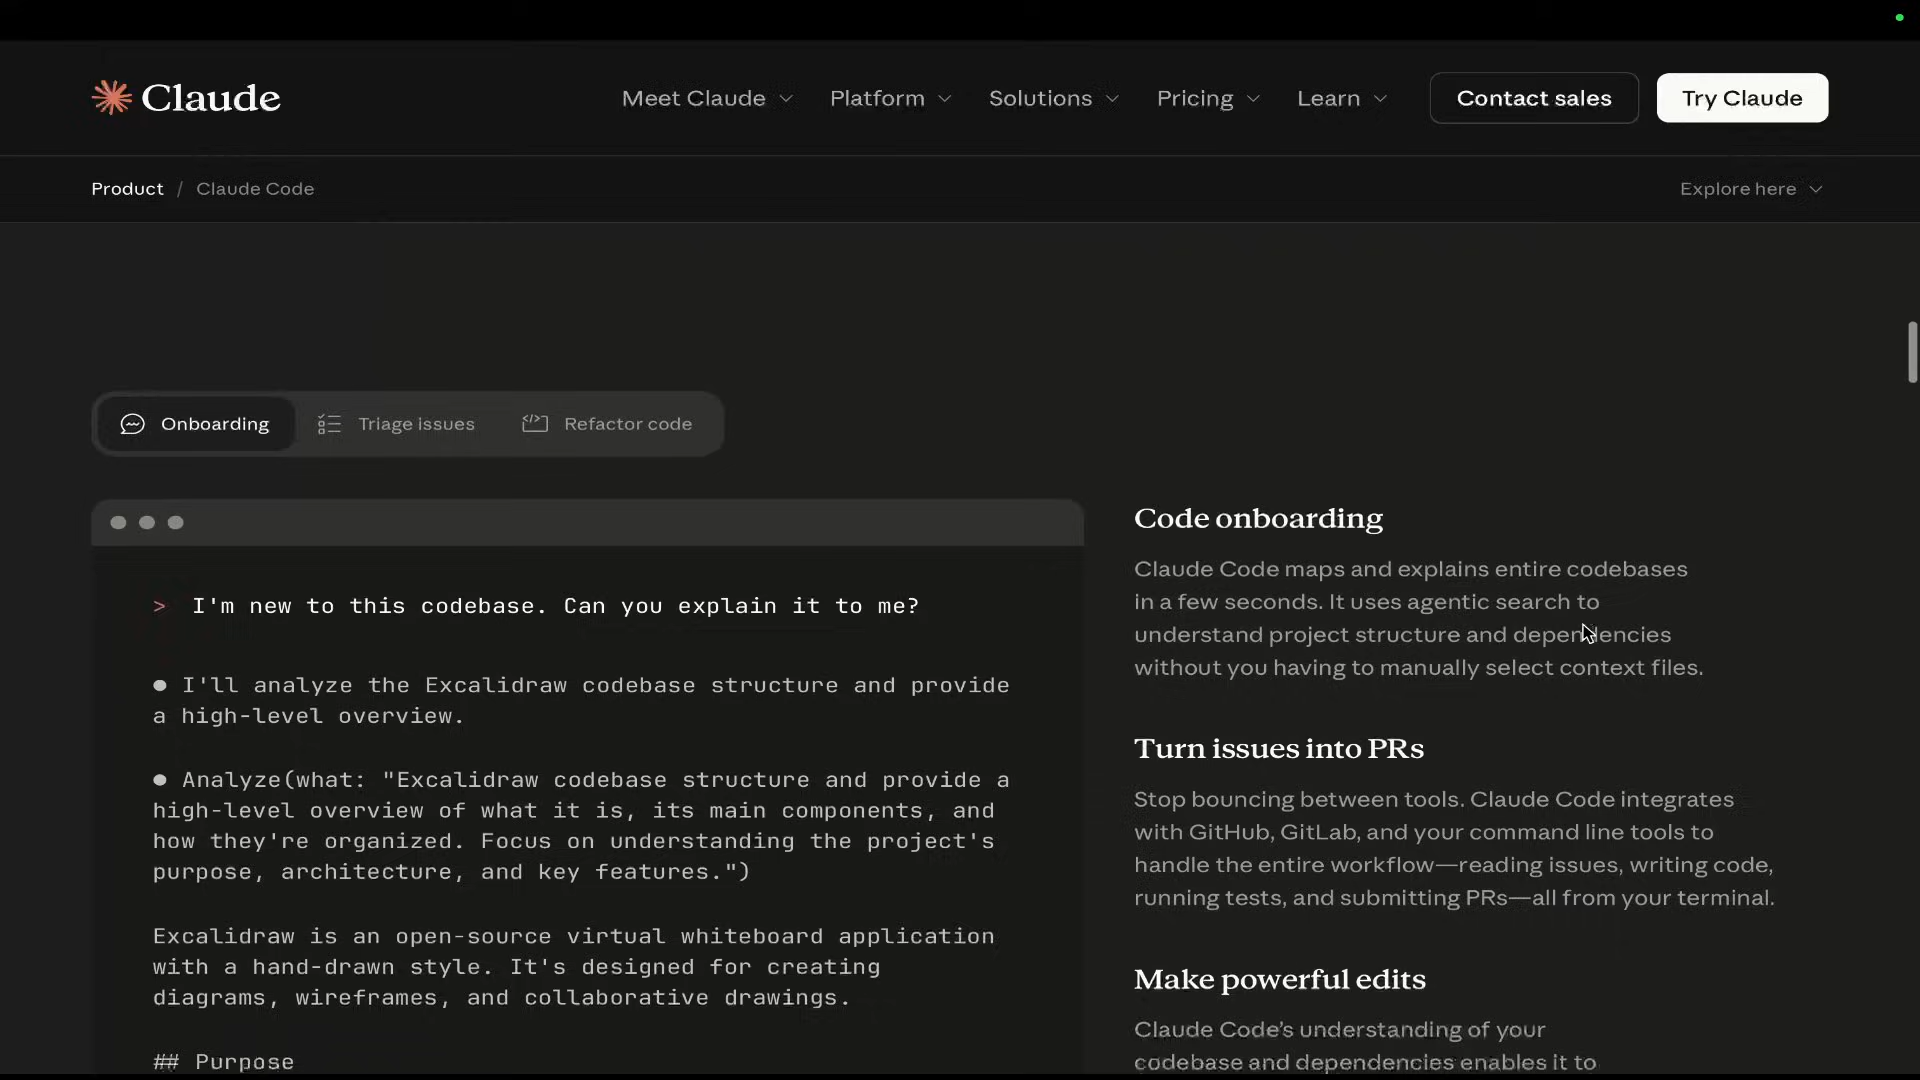 Claude
Meet Claude
Platform
Solutions
Pricing
Learn
Contact sales
Try Claude
Product / Claude Code
Explore here
Onboarding
Triage issues
Refactor code
> I'm new to this codebase. Can you explain it to me?
● I'll analyze the Excalidraw codebase structure and provide
a high-level overview.
● Analyze(what: "Excalidraw codebase structure and provide a
high-level overview of what it is, its main components, and
how they're organized. Focus on understanding the project's
purpose, architecture, and key features.")
Excalidraw is an open-source virtual whiteboard application
with a hand-drawn style. It's designed for creating
diagrams, wireframes, and collaborative drawings.
## Purpose
Code onboarding
Claude Code maps and explains entire codebases
in a few seconds. It uses agentic search to
understand project structure and dependencies
without you having to manually select context files.
Turn issues into PRs
Stop bouncing between tools. Claude Code integrates
with GitHub, GitLab, and your command line tools to
handle the entire workflow—reading issues, writing code,
running tests, and submitting PRs—all from your terminal.
Make powerful edits
Claude Code’s understanding of your
codebase and dependencies enables it to